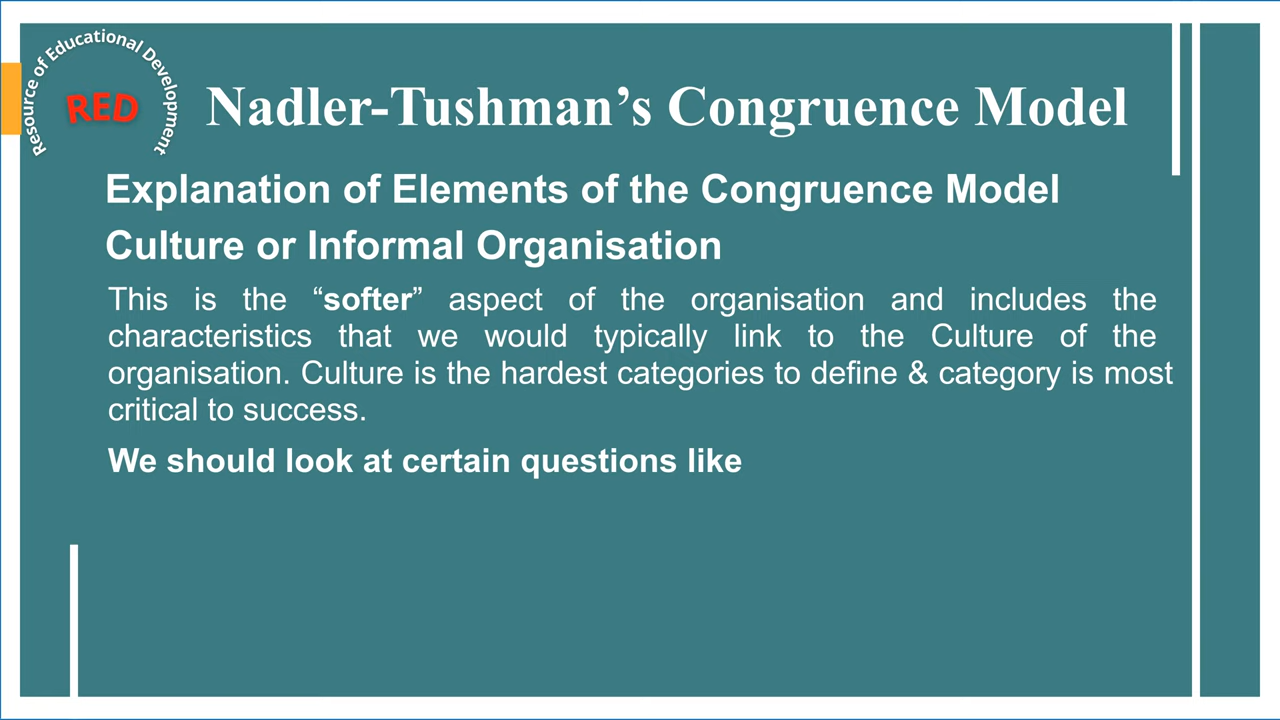 Resource of Educational Development
RED
Nadler-Tushman’s Congruence Model
Explanation of Elements of the Congruence Model
Culture or Informal Organisation
This is the “softer” aspect of the organisation and includes the
characteristics that we would typically link to the Culture of the
organisation. Culture is the hardest categories to define & category is most
critical to success.
We should look at certain questions like